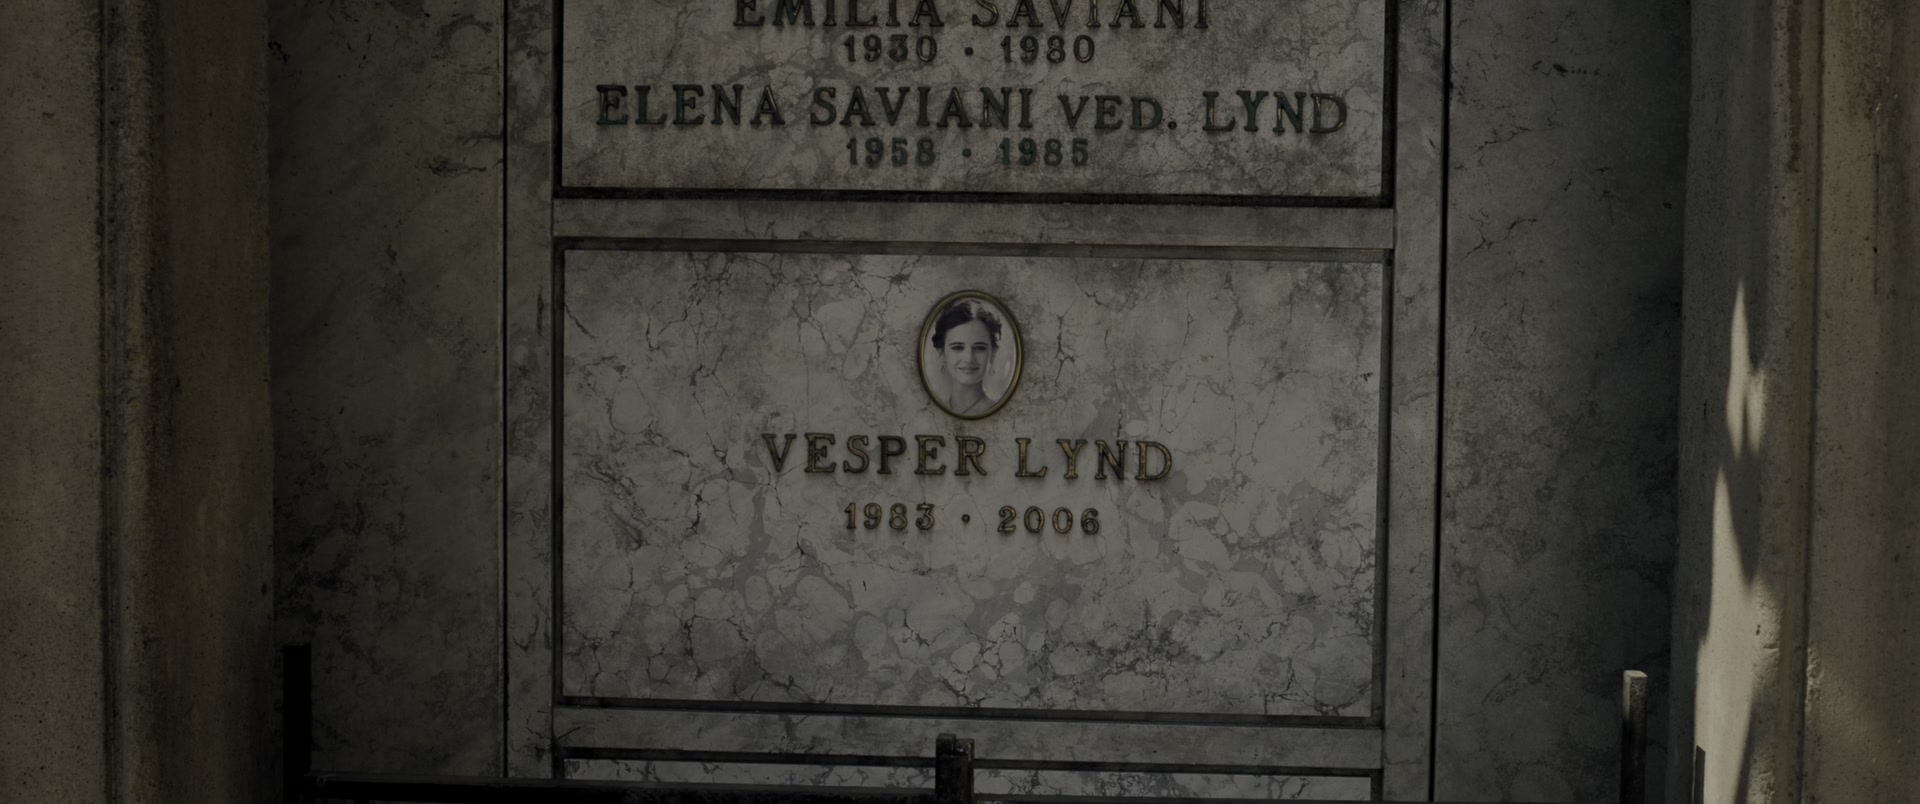 EMILIA SAVIANI
1930 · 1980
ELENA SAVIANI VED. LYND
1958 · 1985
VESPER LYND
1983 · 2006